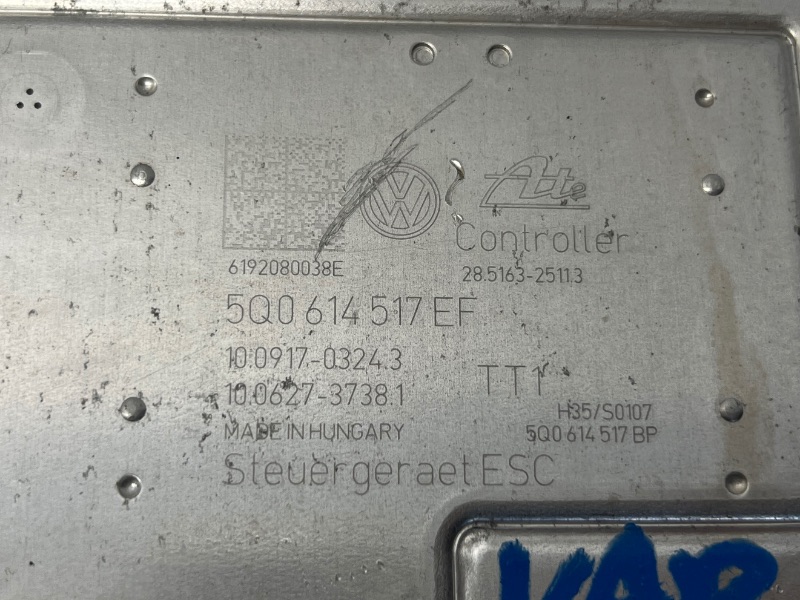 Ate
Controller
6192080038E
28.5163-2511.3
5Q0 614 517 EF
10.0917-0324.3
10.0627-3738.1
TT1
H35/S0107
MADE IN HUNGARY
5Q0 614 517 BP
Steuergeraet ESC